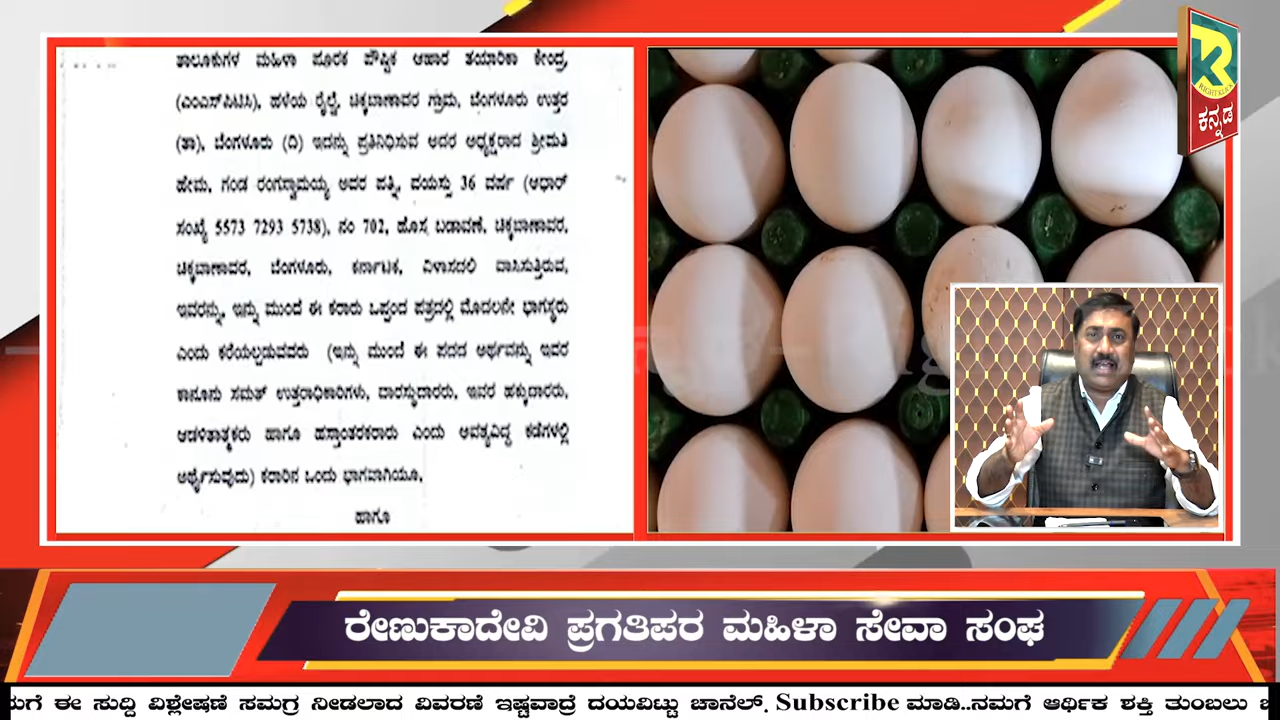 ತಾಲೂಕುಗಳ ಮಹಿಳಾ ಪೂರಕ ಪೌಷ್ಠಿಕ ಆಹಾರ ತಯಾರಿಕಾ ಕೇಂದ್ರ,
(ಎಂಎಸ್‌ಪಿಟಿಸಿ), ಹಳೆಯ ರೈಲ್ವೆ, ಚಿಕ್ಕಬಾಣಾವರ ಗ್ರಾಮ, ಬೆಂಗಳೂರು ಉತ್ತರ
(ತಾ), ಬೆಂಗಳೂರು (ದಿ) ಇದನ್ನು ಪ್ರತಿನಿಧಿಸುವ ಅದರ ಅಧ್ಯಕ್ಷರಾದ ಶ್ರೀಮತಿ
ಹೇಮ, ಗಂಡ ರಂಗಸ್ವಾಮಯ್ಯ ಅವರ ಪತ್ನಿ, ವಯಸ್ಸು 36 ವರ್ಷ (ಆಧಾರ್
ಸಂಖ್ಯೆ 5573 7293 5738), ನಂ 702, ಹೊಸ ಬಡಾವಣೆ, ಚಿಕ್ಕಬಾಣಾವರ,
ಚಿಕ್ಕಬಾಣಾವರ, ಬೆಂಗಳೂರು, ಕರ್ನಾಟಕ, ವಿಳಾಸದಲ್ಲಿ ವಾಸಿಸುತ್ತಿರುವ,
ಇವರನ್ನು, ಇನ್ನು ಮುಂದೆ ಈ ಕರಾರು ಒಪ್ಪಂದ ಪತ್ರದಲ್ಲಿ ಮೊದಲನೇ ಭಾಗಸ್ಥರು
ಎಂದು ಕರೆಯಲ್ಪಡುವವರು (ಇನ್ನು ಮುಂದೆ ಈ ಪದದ ಅರ್ಥವನ್ನು ಇವರ
ಕಾನೂನು ಸಮತ್ ಉತ್ತರಾಧಿಕಾರಿಗಳು, ವಾರಸ್ಥುದಾರರು, ಇವರ ಹಕ್ಕುದಾರರು,
ಆಡಳಿತಾತ್ಮಕರು ಹಾಗೂ ಹಸ್ತಾಂತರಕರಾರು ಎಂದು ಅವಶ್ಯವಿದ್ದ ಕಡೆಗಳಲ್ಲಿ
ಅರ್ಥೈಸುವುದು) ಕರಾರಿನ ಒಂದು ಭಾಗವಾಗಿಯೂ,
ಹಾಗೂ
RIGHT CLICK
ಕನ್ನಡ
ರೇಣುಕಾದೇವಿ ಪ್ರಗತಿಪರ ಮಹಿಳಾ ಸೇವಾ ಸಂಘ
ಈ ಸುದ್ದಿ ವಿಶ್ಲೇಷಣೆ ಸಮಗ್ರ ನೀಡಲಾದ ವಿವರಣೆ ಇಷ್ಟವಾದ್ರೆ ದಯವಿಟ್ಟು ಚಾನೆಲ್. Subscribe ಮಾಡಿ..ನಮಗೆ ಆರ್ಥಿಕ ಶಕ್ತಿ ತುಂಬಲು